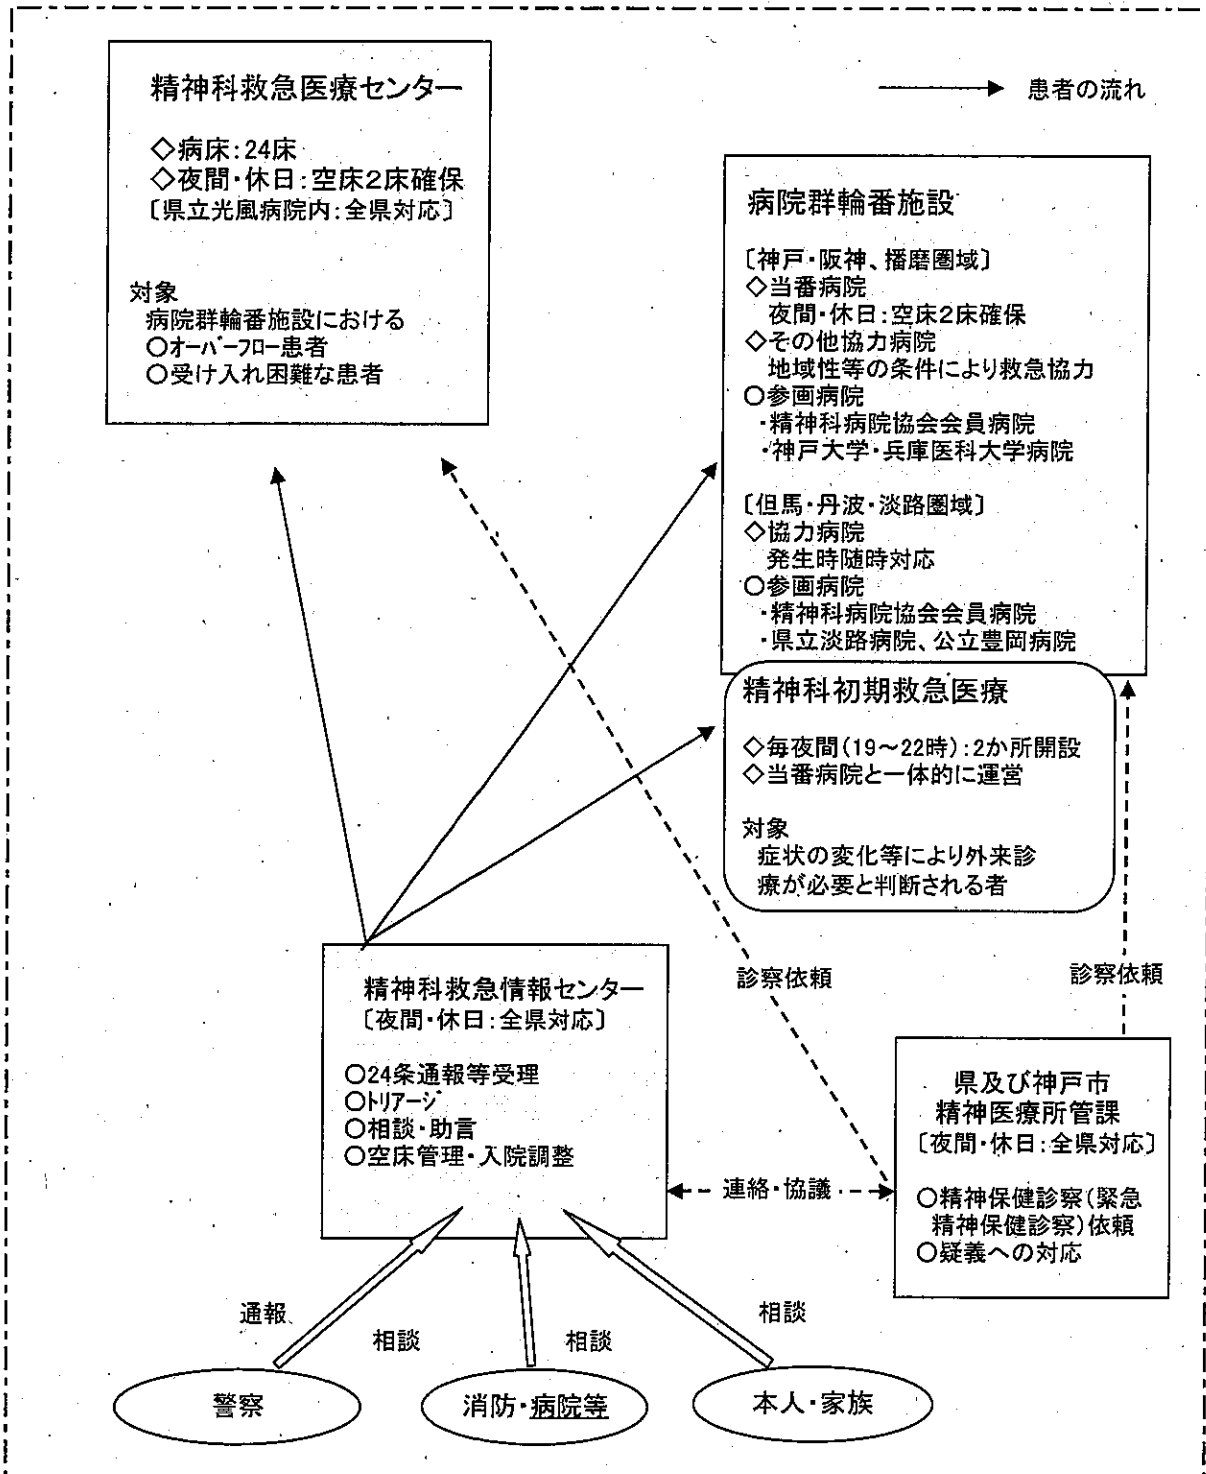 精神科救急医療センター
◇病床:24床
◇夜間・休日:空床2床確保
〔県立光風病院内:全県対応〕
対象
病院群輪番施設における
○オーバーフロー患者
○受け入れ困難な患者
患者の流れ
病院群輪番施設
〔神戸・阪神、播磨圏域〕
◇当番病院
夜間・休日:空床2床確保
◇その他協力病院
地域性等の条件により救急協力
○参画病院
・精神科病院協会会員病院
・神戸大学・兵庫医科大学病院
〔但馬・丹波・淡路圏域〕
◇協力病院
発生時随時対応
○参画病院
・精神科病院協会会員病院
・県立淡路病院、公立豊岡病院
精神科初期救急医療
◇毎夜間(19～22時):2か所開設
◇当番病院と一体的に運営
対象
症状の変化等により外来診
療が必要と判断される者
診察依頼
診察依頼
精神科救急情報センター
〔夜間・休日:全県対応〕
○24条通報等受理
○トリアージ
○相談・助言
○空床管理・入院調整
連絡・協議
県及び神戸市
精神医療所管課
〔夜間・休日:全県対応〕
○精神保健診察(緊急
精神保健診察)依頼
○疑義への対応
通報
相談
相談
相談
警察
消防・病院等
本人・家族